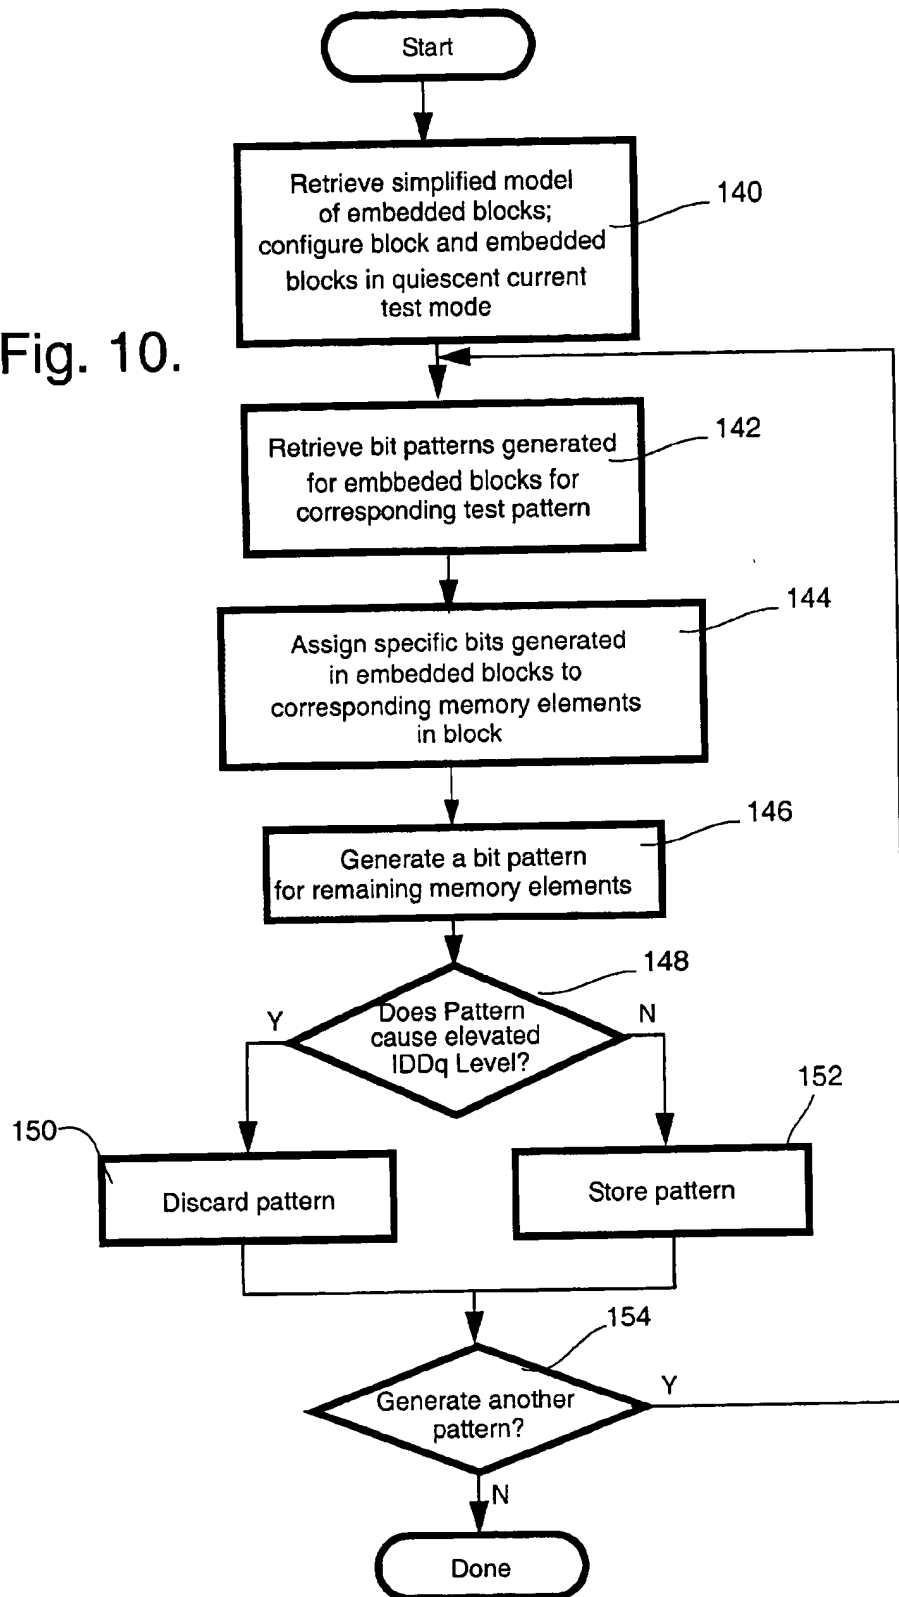 Start
Retrieve simplified model
of embedded blocks;
configure block and embedded
blocks in quiescent current
test mode
140
Fig. 10.
Retrieve bit patterns generated
for embbeded blocks for
corresponding test pattern
142
Assign specific bits generated
in embedded blocks to
corresponding memory elements
in block
144
Generate a bit pattern
for remaining memory elements
146
Does Pattern
cause elevated
IDDq Level?
148
Y
N
150
Discard pattern
152
Store pattern
154
Generate another
pattern?
Y
N
Done